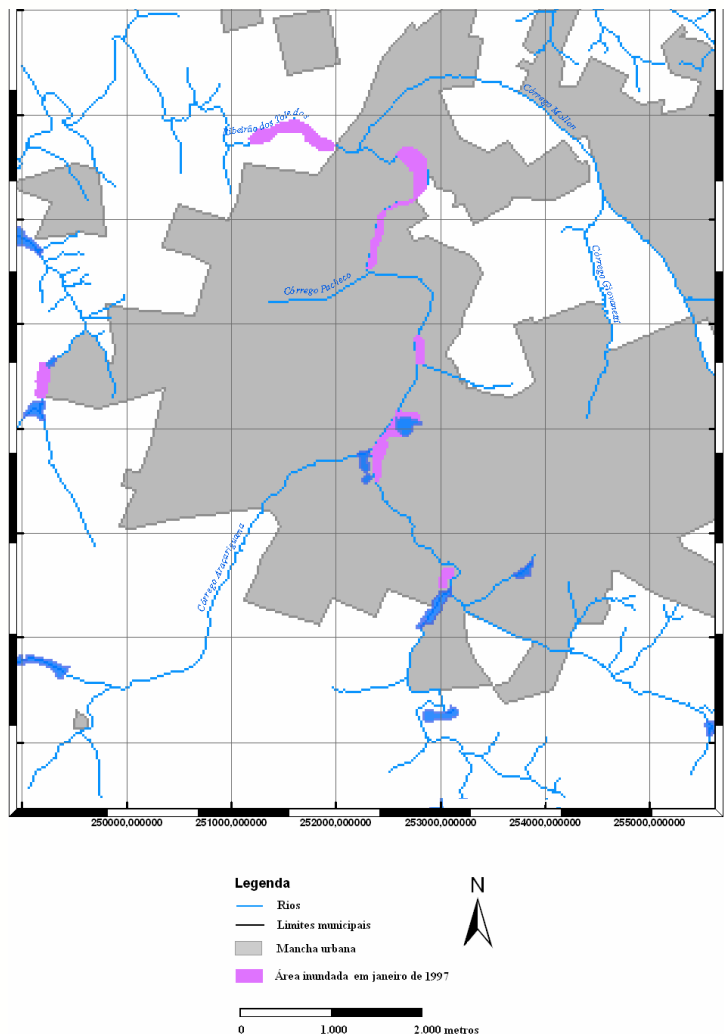 Ribeirão dos Toledos
Córrego Mollon
Córrego Pacheco
Córrego Giovanetti
Córrego Araçariguama
250000,000000
251000,000000
252000,000000
253000,000000
254000,000000
255000,000000
Legenda
Rios
Limites municipais
Mancha urbana
Área inundada em janeiro de 1997
N
0 1.000 2.000 metros